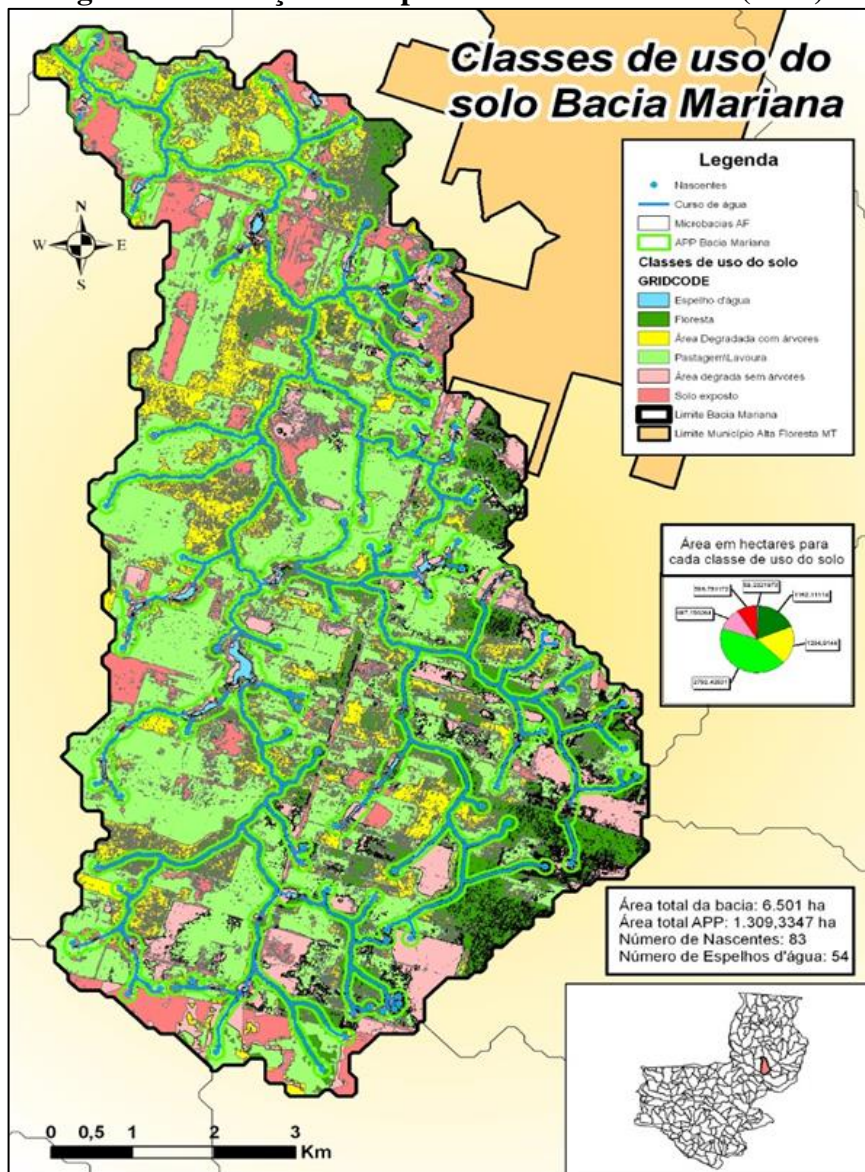 Classes de uso do
solo Bacia Mariana
Legenda
Nascentes
Curso de água
Microbacias AF
APP Bacia Mariana
Classes de uso do solo
GRIDCODE
Espelho d'água
Floresta
Área Degradada com árvores
Pastagem\Lavoura
Área degrada sem árvores
Solo exposto
Limite Bacia Mariana
Limite Município Alta Floresta MT
N
W E
S
Área em hectares para
cada classe de uso do solo
Área total da bacia: 6.501 ha
Área total APP: 1.309,3347 ha
Número de Nascentes: 83
Número de Espelhos d'água: 54
0 0,5 1 2 3
Km